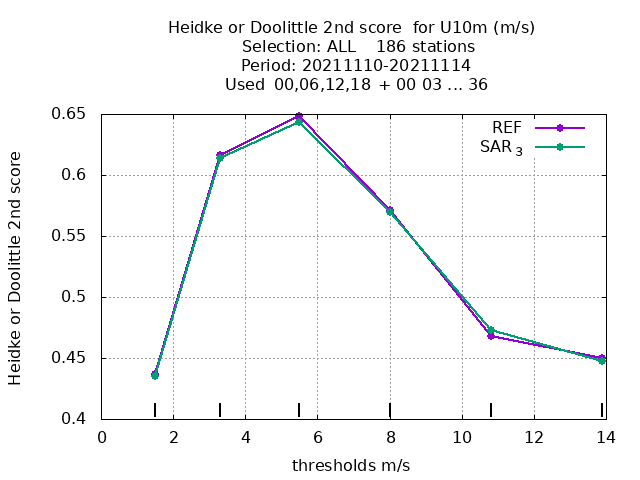 Heidke or Doolittle 2nd score  for U10m (m/s)
Selection: ALL    186 stations
Period: 20211110-20211114
Used  00,06,12,18  + 00 03 ... 36
REF
SAR 3
Heidke or Doolittle 2nd score
0.65
0.6
0.55
0.5
0.45
0.4
0 2 4 6 8 10 12 14
thresholds m/s